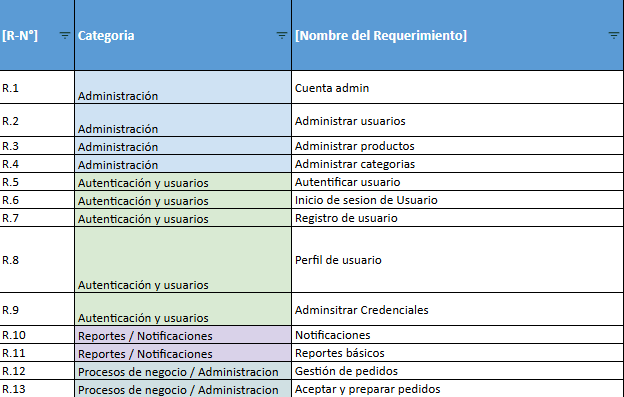 [R-N°] Categoria [Nombre del Requerimiento]
R.1 Administración Cuenta admin
R.2 Administración Administrar usuarios
R.3 Administración Administrar productos
R.4 Administración Administrar categorias
R.5 Autenticación y usuarios Autentificar usuario
R.6 Autenticación y usuarios Inicio de sesion de Usuario
R.7 Autenticación y usuarios Registro de usuario
R.8 Autenticación y usuarios Perfil de usuario
R.9 Autenticación y usuarios Adminsitrar Credenciales
R.10 Reportes / Notificaciones Notificaciones
R.11 Reportes / Notificaciones Reportes básicos
R.12 Procesos de negocio / Administracion Gestión de pedidos
R.13 Procesos de negocio / Administracion Aceptar y preparar pedidos